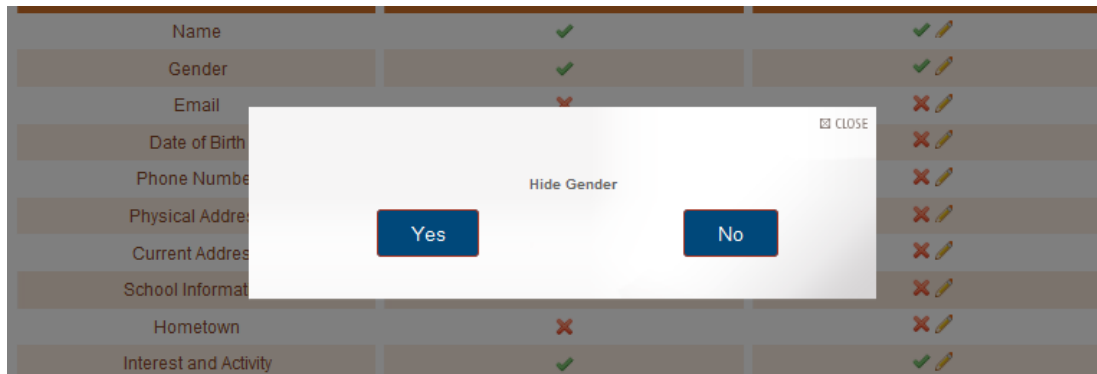 Name
Gender
Email
CLOSE
Date of Birth
Phone Numbe
Hide Gender
Physical Addre
Yes
No
Current Addres
School Informat
Hometown
Interest and Activity